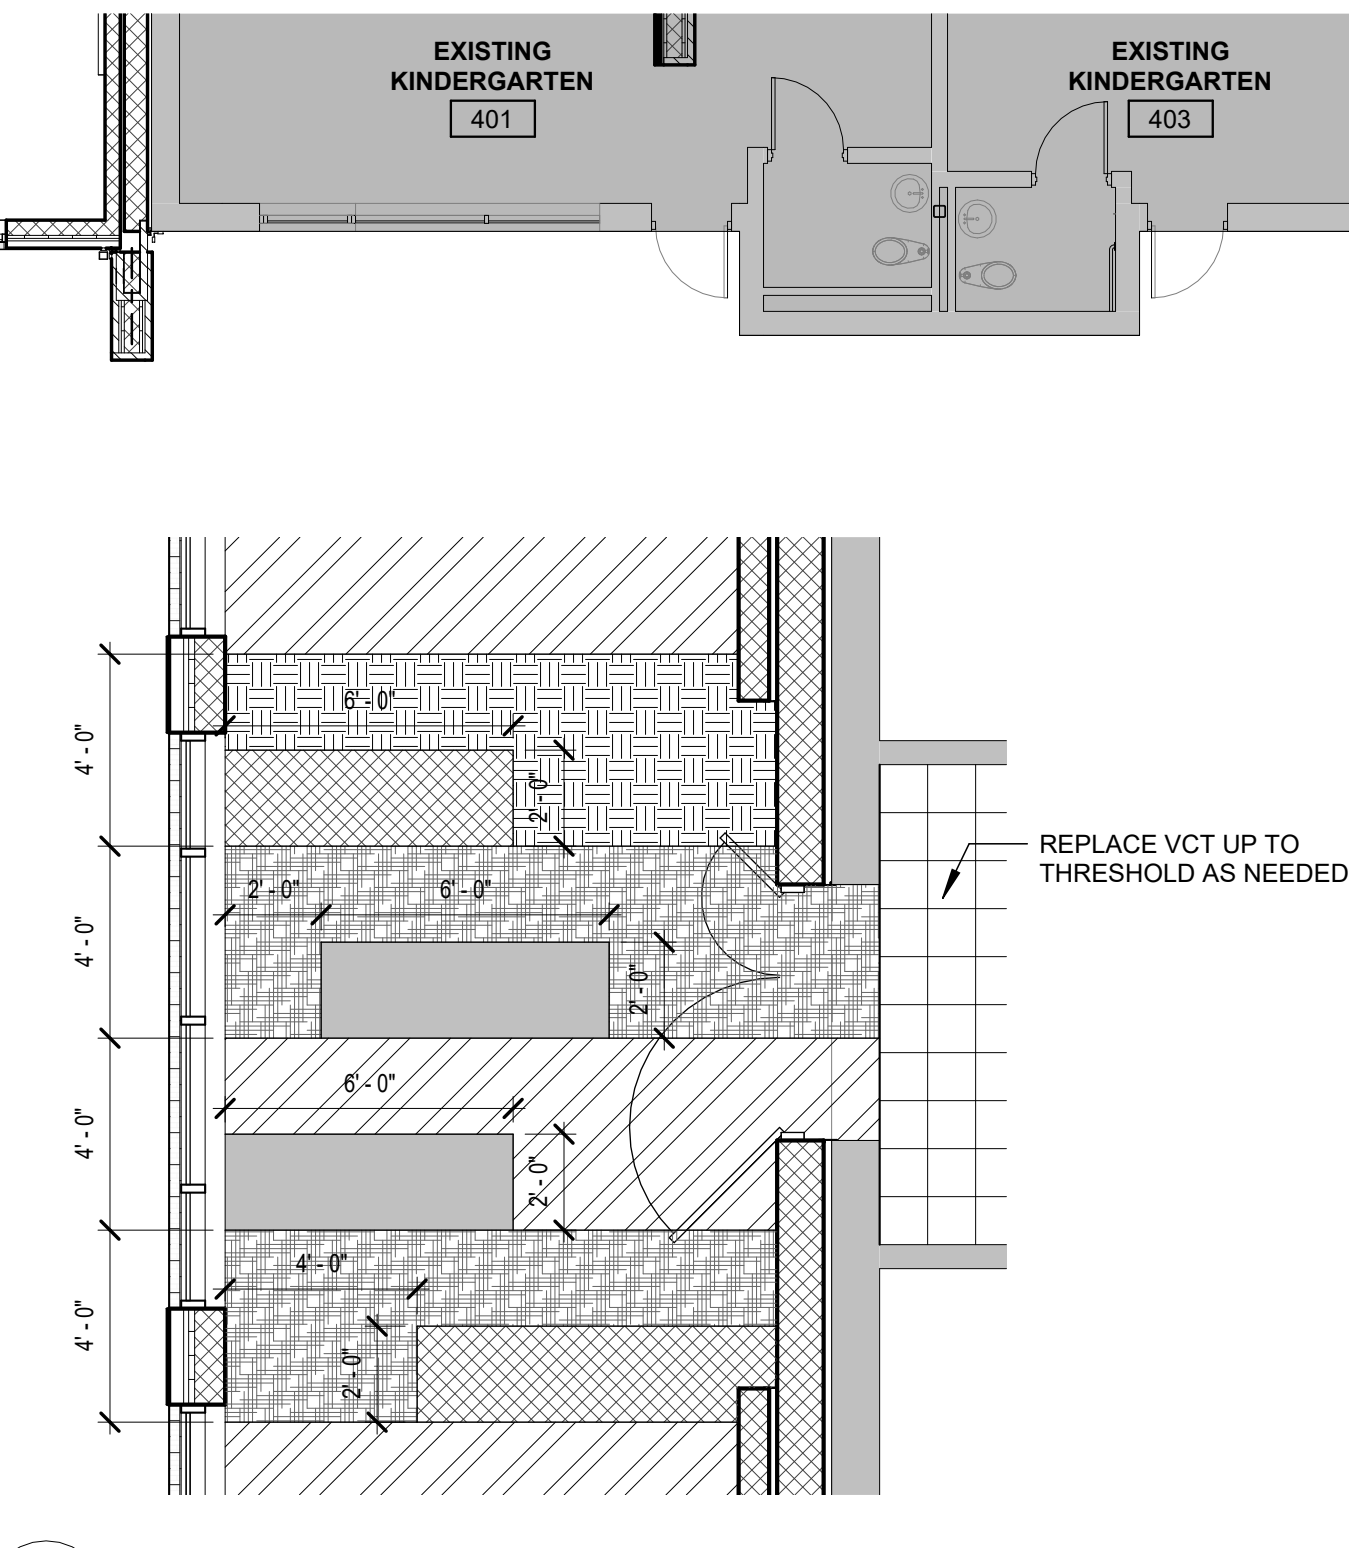 EXISTING
KINDERGARTEN
401
EXISTING
KINDERGARTEN
403
6' - 0"
4' - 0"
2' - 0"
REPLACE VCT UP TO
THRESHOLD AS NEEDED
2' - 0"
6' - 0"
4' - 0"
2' - 0"
6' - 0"
4' - 0"
2' - 0"
4' - 0"
4' - 0"
2' - 0"